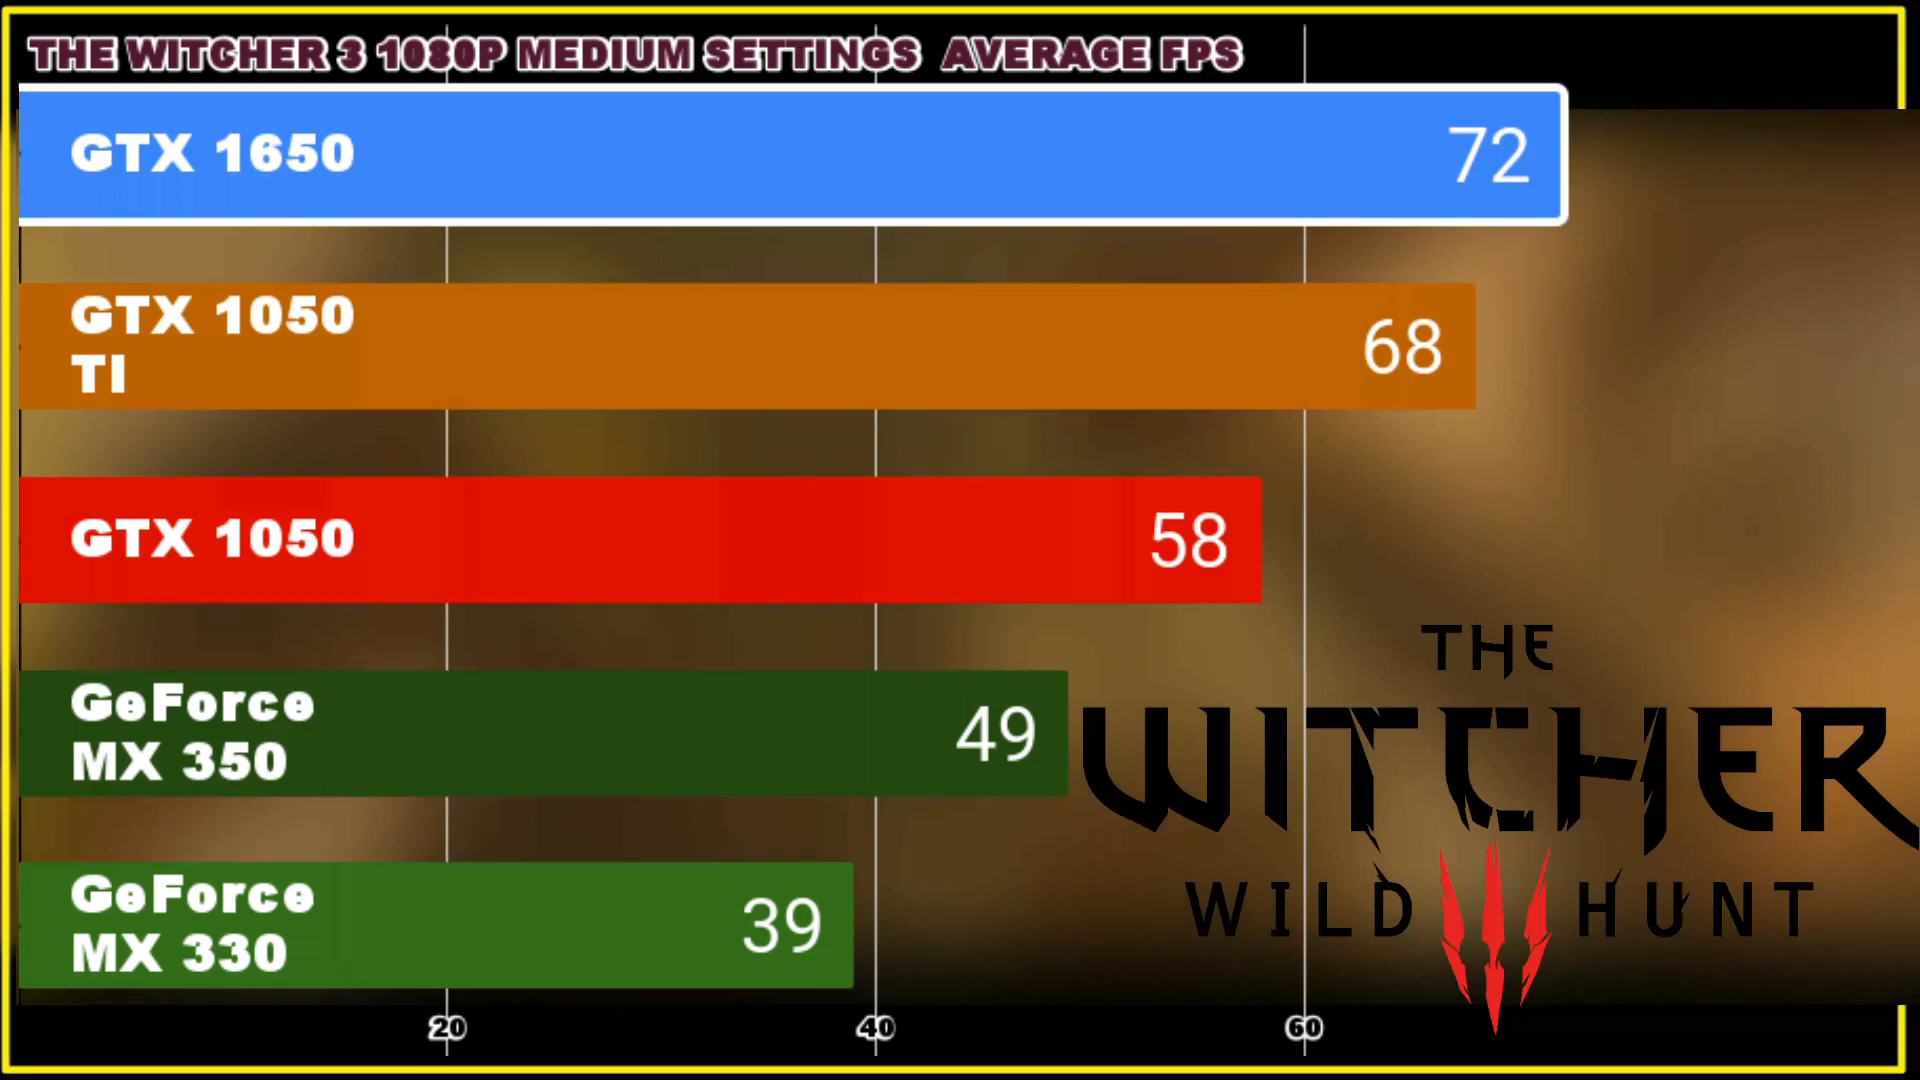 THE WITCHER 3 1080P MEDIUM SETTINGS AVERAGE FPS
GTX 1650
72
GTX 1050
TI
68
GTX 1050
58
GeForce
MX 350
49
GeForce
MX 330
39
THE
WITCHER
WILD HUNT
20
40
60